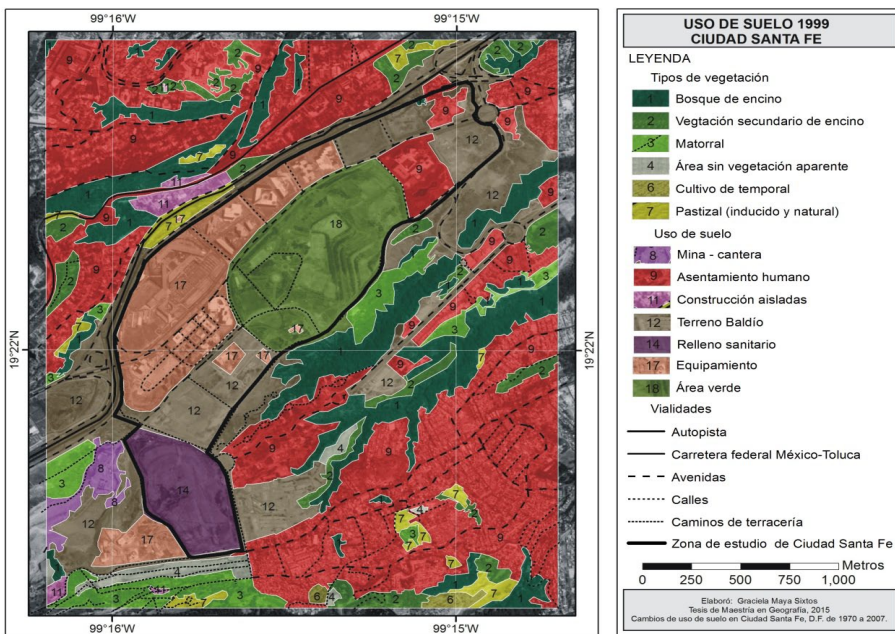 99°16'W 99°15'W
19°22'N 19°22'N
99°16'W 99°15'W
USO DE SUELO 1999
CIUDAD SANTA FE
LEYENDA
Tipos de vegetación
1 Bosque de encino
2 Vegtación secundario de encino
3 Matorral
4 Área sin vegetación aparente
6 Cultivo de temporal
7 Pastizal (inducido y natural)
Uso de suelo
8 Mina - cantera
9 Asentamiento humano
11 Construcción aisladas
12 Terreno Baldío
14 Relleno sanitario
17 Equipamiento
18 Área verde
Vialidades
Autopista
Carretera federal México-Toluca
Avenidas
Calles
Caminos de terracería
Zona de estudio de Ciudad Santa Fe
Metros
0 250 500 750 1,000
Elaboró: Graciela Maya Sixtos
Tesis de Maestría en Geografía, 2015
Cambios de uso de suelo en Ciudad Santa Fe, D.F. de 1970 a 2007.